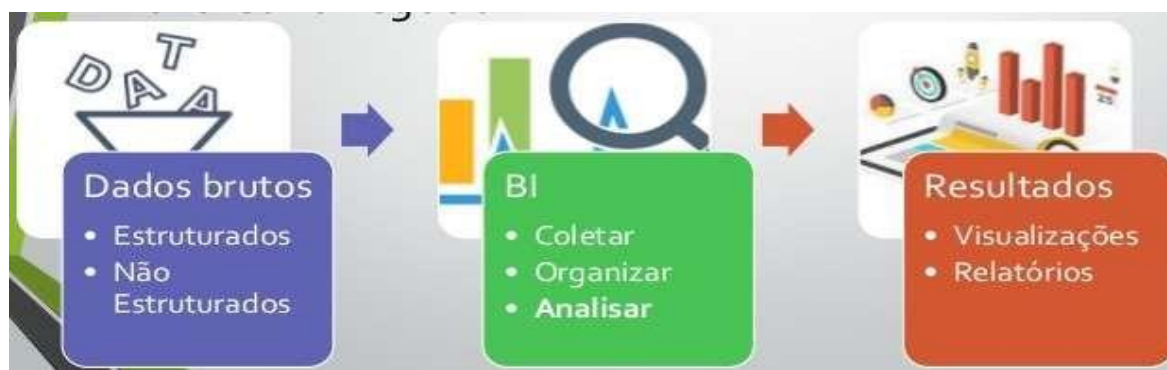 DATA
Dados brutos
• Estruturados
• Não
Estruturados
BI
• Coletar
• Organizar
• Analisar
Resultados
• Visualizações
• Relatórios